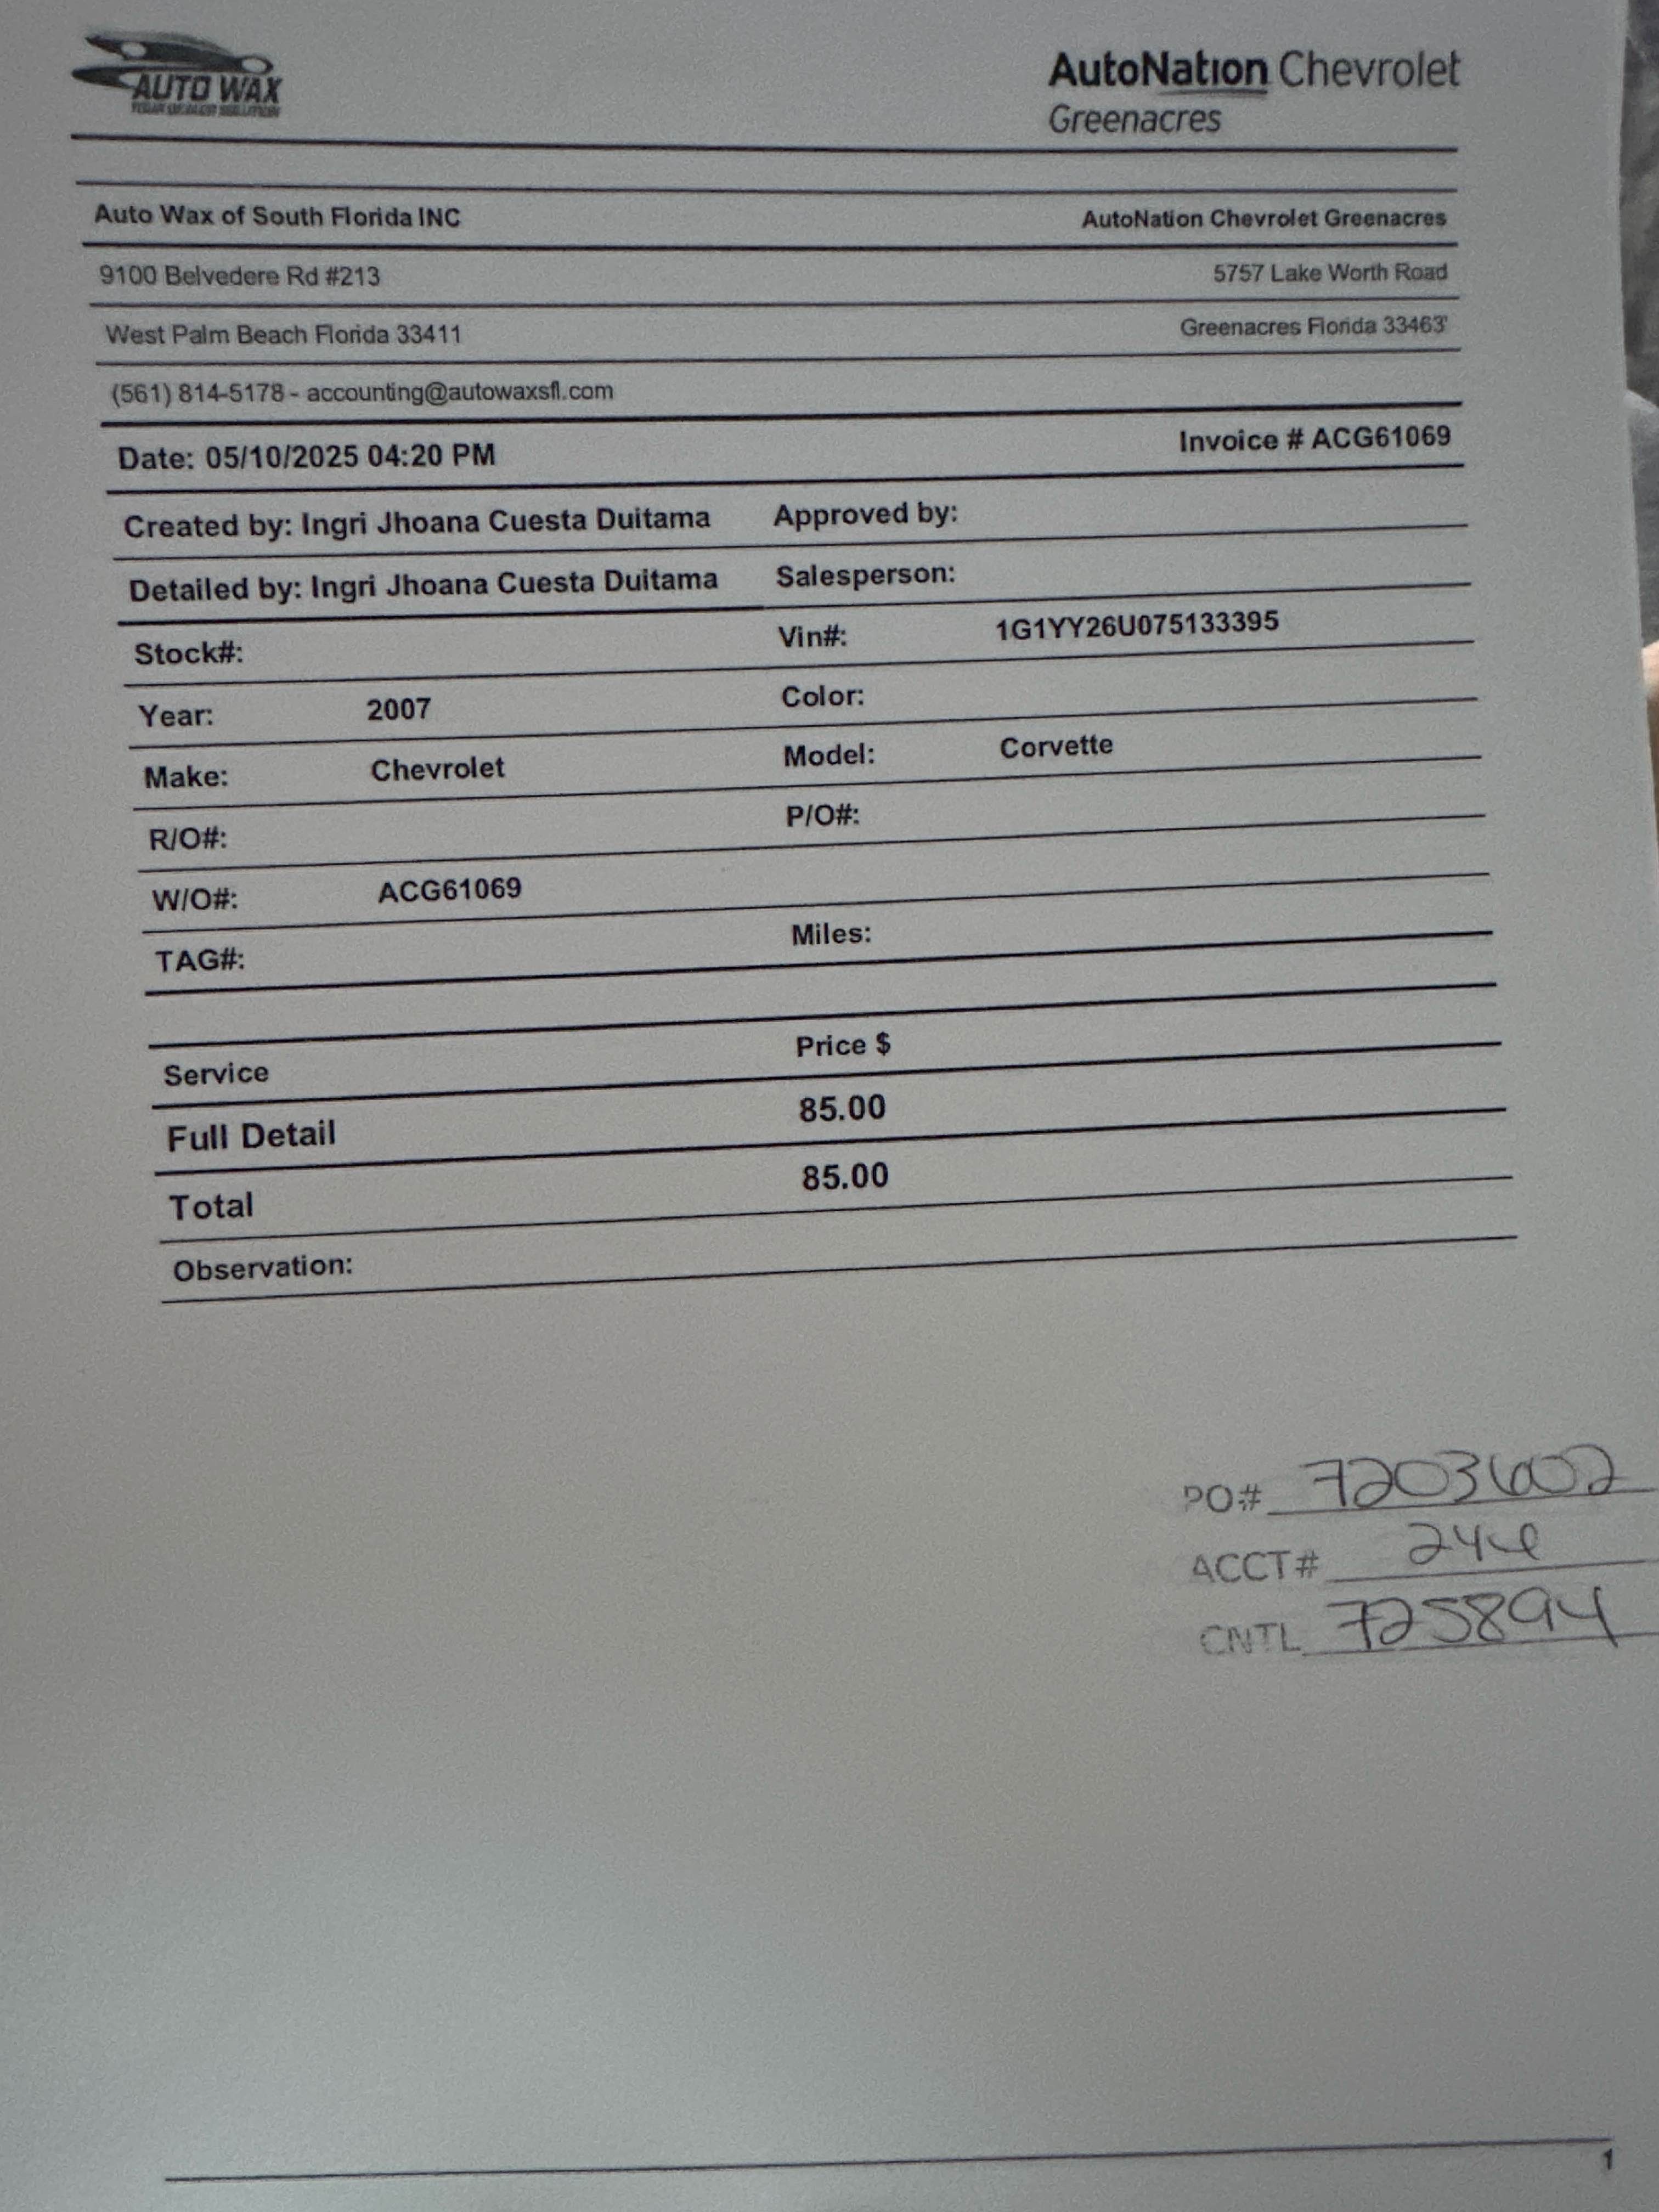 AUTO WAX
YOUR DEALER SOLUTION
AutoNation Chevrolet
Greenacres
Auto Wax of South Florida INC AutoNation Chevrolet Greenacres
9100 Belvedere Rd #213 5757 Lake Worth Road
West Palm Beach Florida 33411 Greenacres Florida 33463'
(561) 814-5178 - accounting@autowaxsfl.com
Date: 05/10/2025 04:20 PM Invoice # ACG61069
Created by: Ingri Jhoana Cuesta Duitama Approved by:
Detailed by: Ingri Jhoana Cuesta Duitama Salesperson:
Stock#: Vin#: 1G1YY26U075133395
Year: 2007 Color:
Make: Chevrolet Model: Corvette
R/O#: P/O#:
W/O#: ACG61069
TAG#: Miles:
Service Price $
Full Detail 85.00
Total 85.00
Observation:
PO# 7203602
ACCT#
CNTL 725894
1